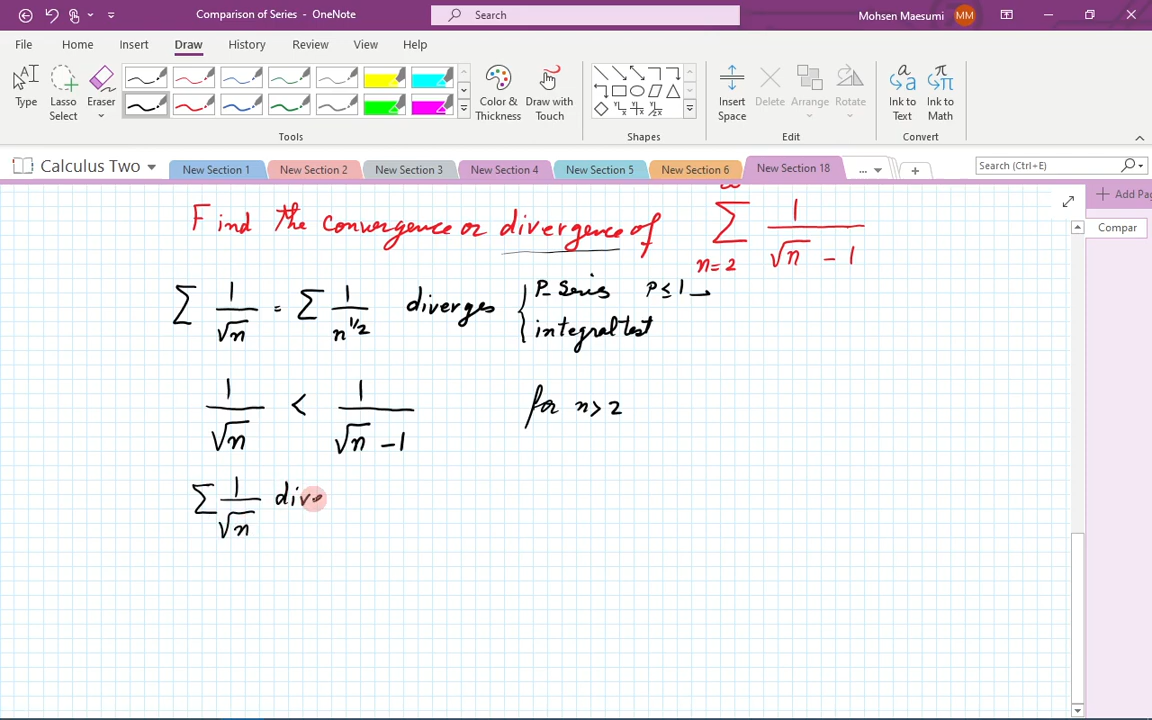 Comparison of Series - OneNote
Search
Mohsen Maesumi MM
File Home Insert Draw History Review View Help
Type
Lasso Select
Eraser
Color & Thickness
Draw with Touch
Insert Space
Delete
Arrange
Rotate
Ink to Text
Ink to Math
Tools Shapes Edit Convert
Calculus Two New Section 1 New Section 2 New Section 3 New Section 4 New Section 5 New Section 6 New Section 18 ... + Search (Ctrl+E)
+ Add Pag
Compar
Find the convergence or divergence of ∑ n=2 ∞ 1/(√n - 1)
∑ 1/√n = ∑ 1/n^1/2 diverges { P-Series P ≤ 1
integral test
1/√n < 1/(√n - 1) for n > 2
∑ 1/√n dive